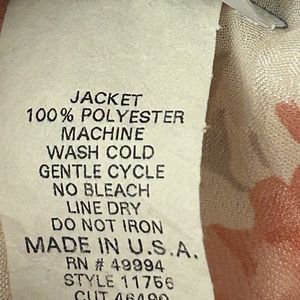 JACKET
100% POLYESTER
MACHINE
WASH COLD
GENTLE CYCLE
NO BLEACH
LINE DRY
DO NOT IRON
MADE IN U.S.A.
RN # 49994
STYLE 11756
CUT